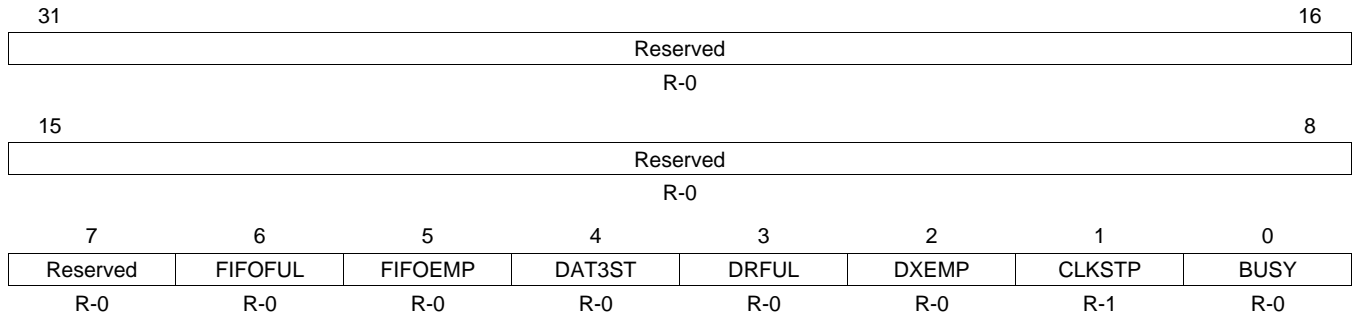 31 16
Reserved
R-0
15 8
Reserved
R-0
7 6 5 4 3 2 1 0
Reserved FIFOFUL FIFOEMP DAT3ST DRFUL DXEMP CLKSTP BUSY
R-0 R-0 R-0 R-0 R-0 R-0 R-1 R-0